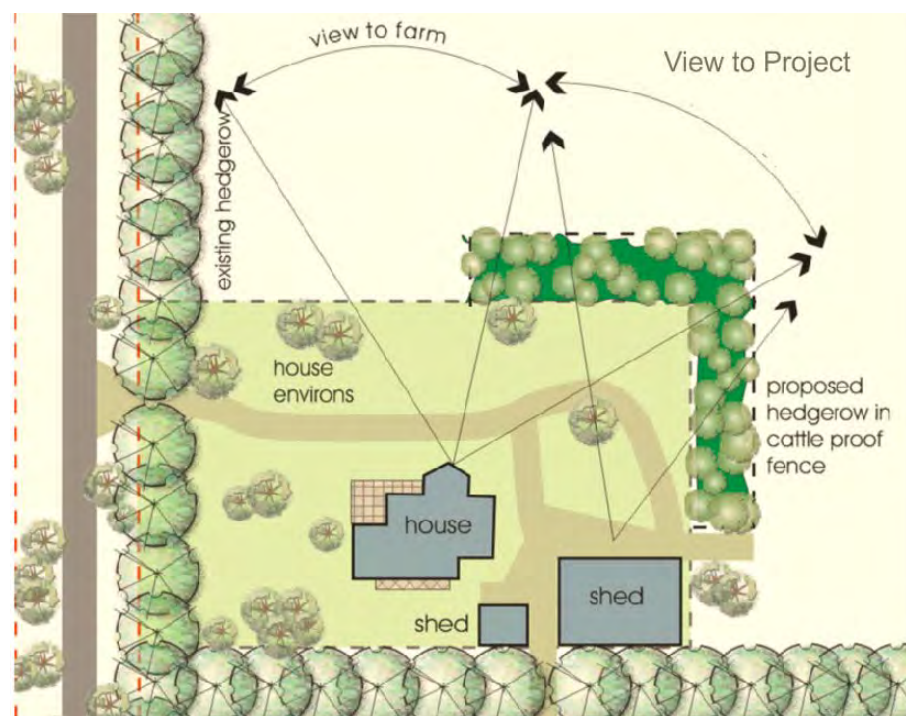 view to farm
View to Project
existing hedgerow
house
environs
proposed
hedgerow in
cattle proof
fence
house
shed
shed